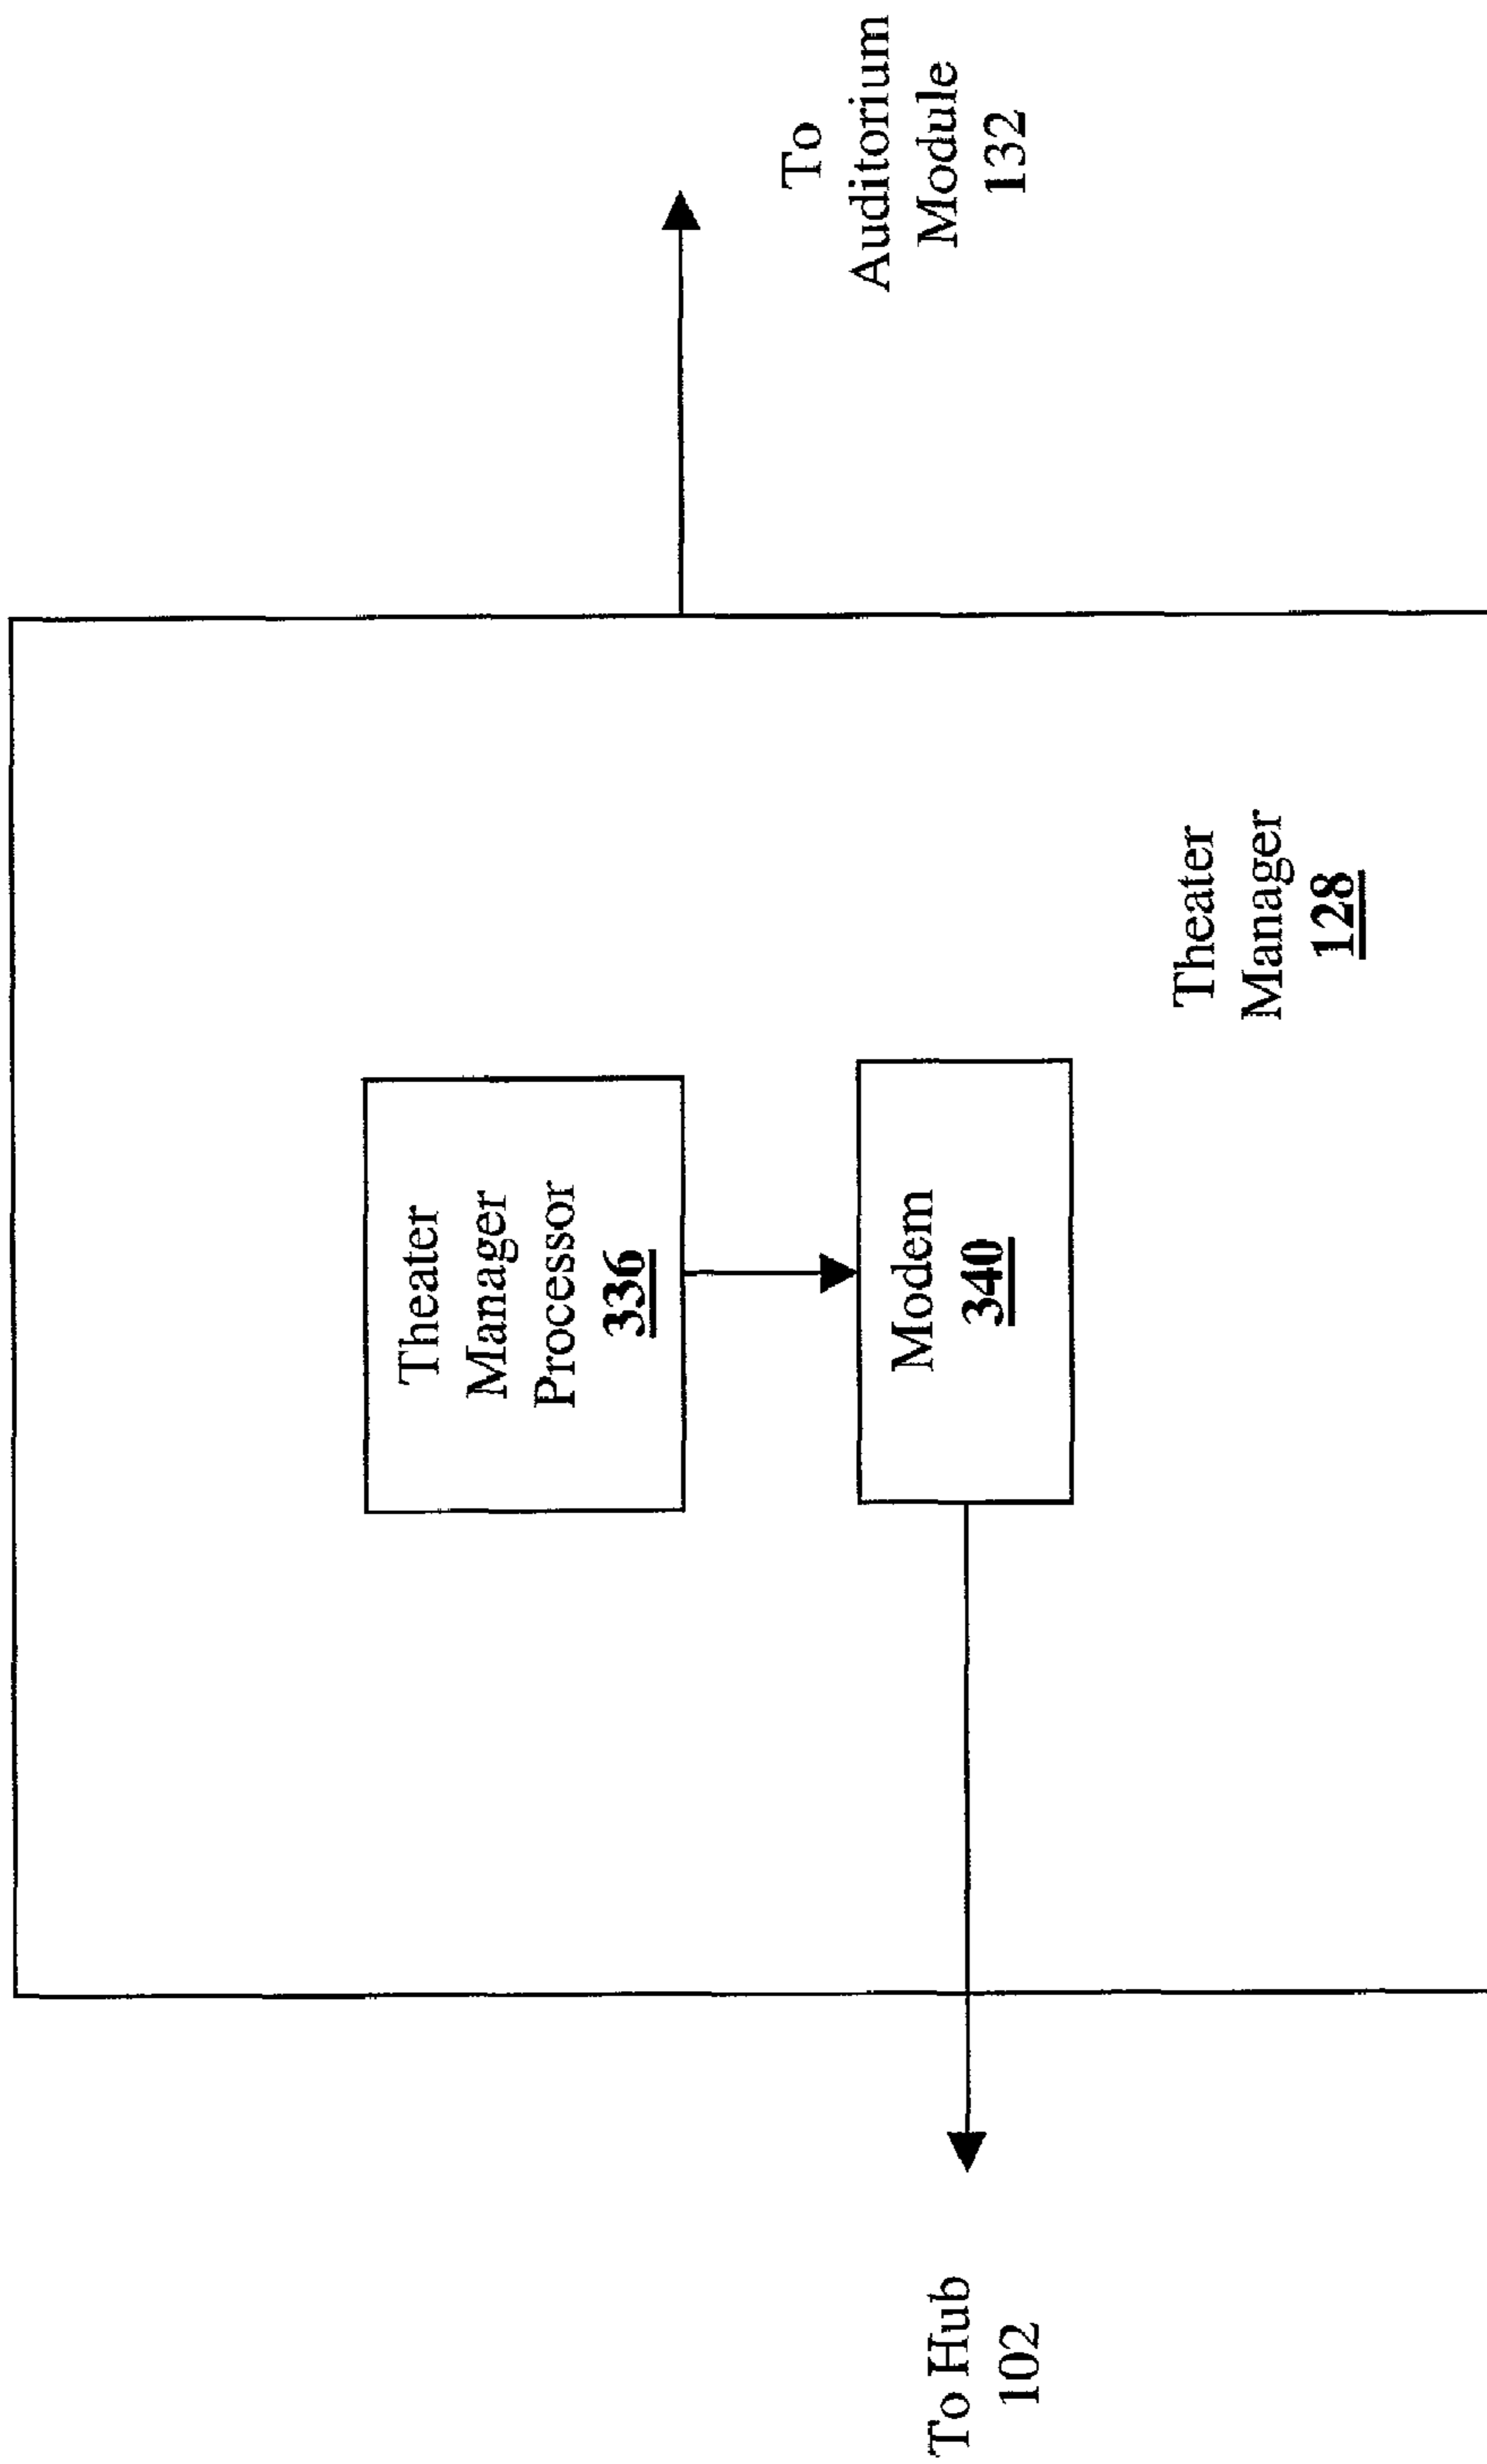 Theater
Manager
Processor
336
Modem
340
Theater
Manager
128
To Hub
102
To
Auditorium
Module
132